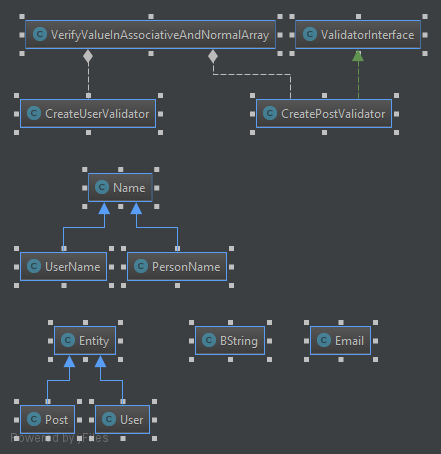 C VerifyValueInAssociativeAndNormalArray C ValidatorInterface
C CreateUserValidator C CreatePostValidator
C Name
C UserName C PersonName
C Entity C BString C Email
C Post C User
Powered by yFiles